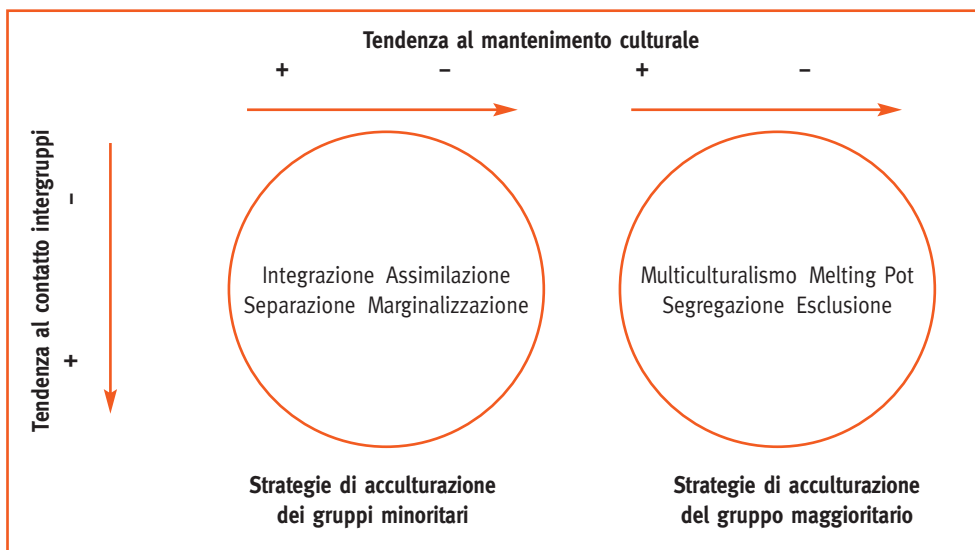 Tendenza al mantenimento culturale
+ – + –
Tendenza al contatto intergruppi
–
+
Integrazione Assimilazione
Separazione Marginalizzazione
Multiculturalismo Melting Pot
Segregazione Esclusione
Strategie di acculturazione
dei gruppi minoritari
Strategie di acculturazione
del gruppo maggioritario